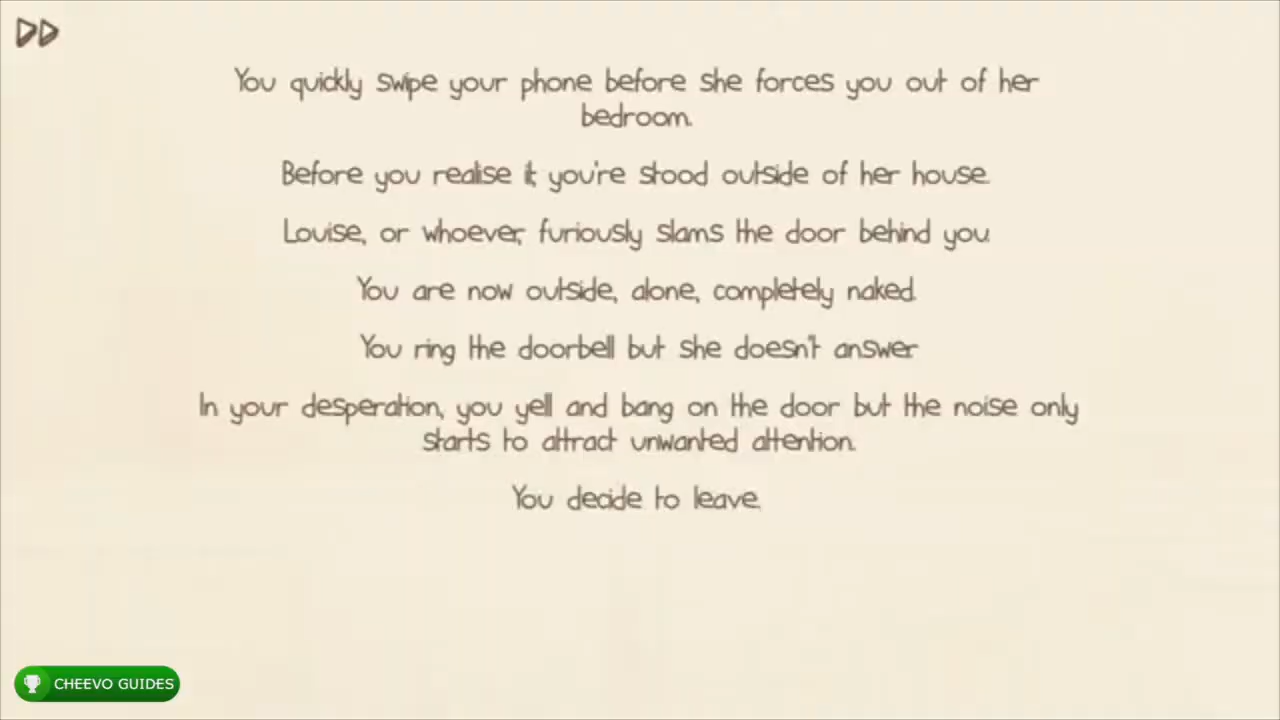 You quickly swipe your phone before she forces you out of her
bedroom.
Before you realise it, you're stood outside of her house.
Louise, or whoever, furiously slams the door behind you.
You are now outside, alone, completely naked.
You ring the doorbell but she doesn't answer.
In your desperation, you yell and bang on the door but the noise only
starts to attract unwanted attention.
You decide to leave.
CHEEVO GUIDES